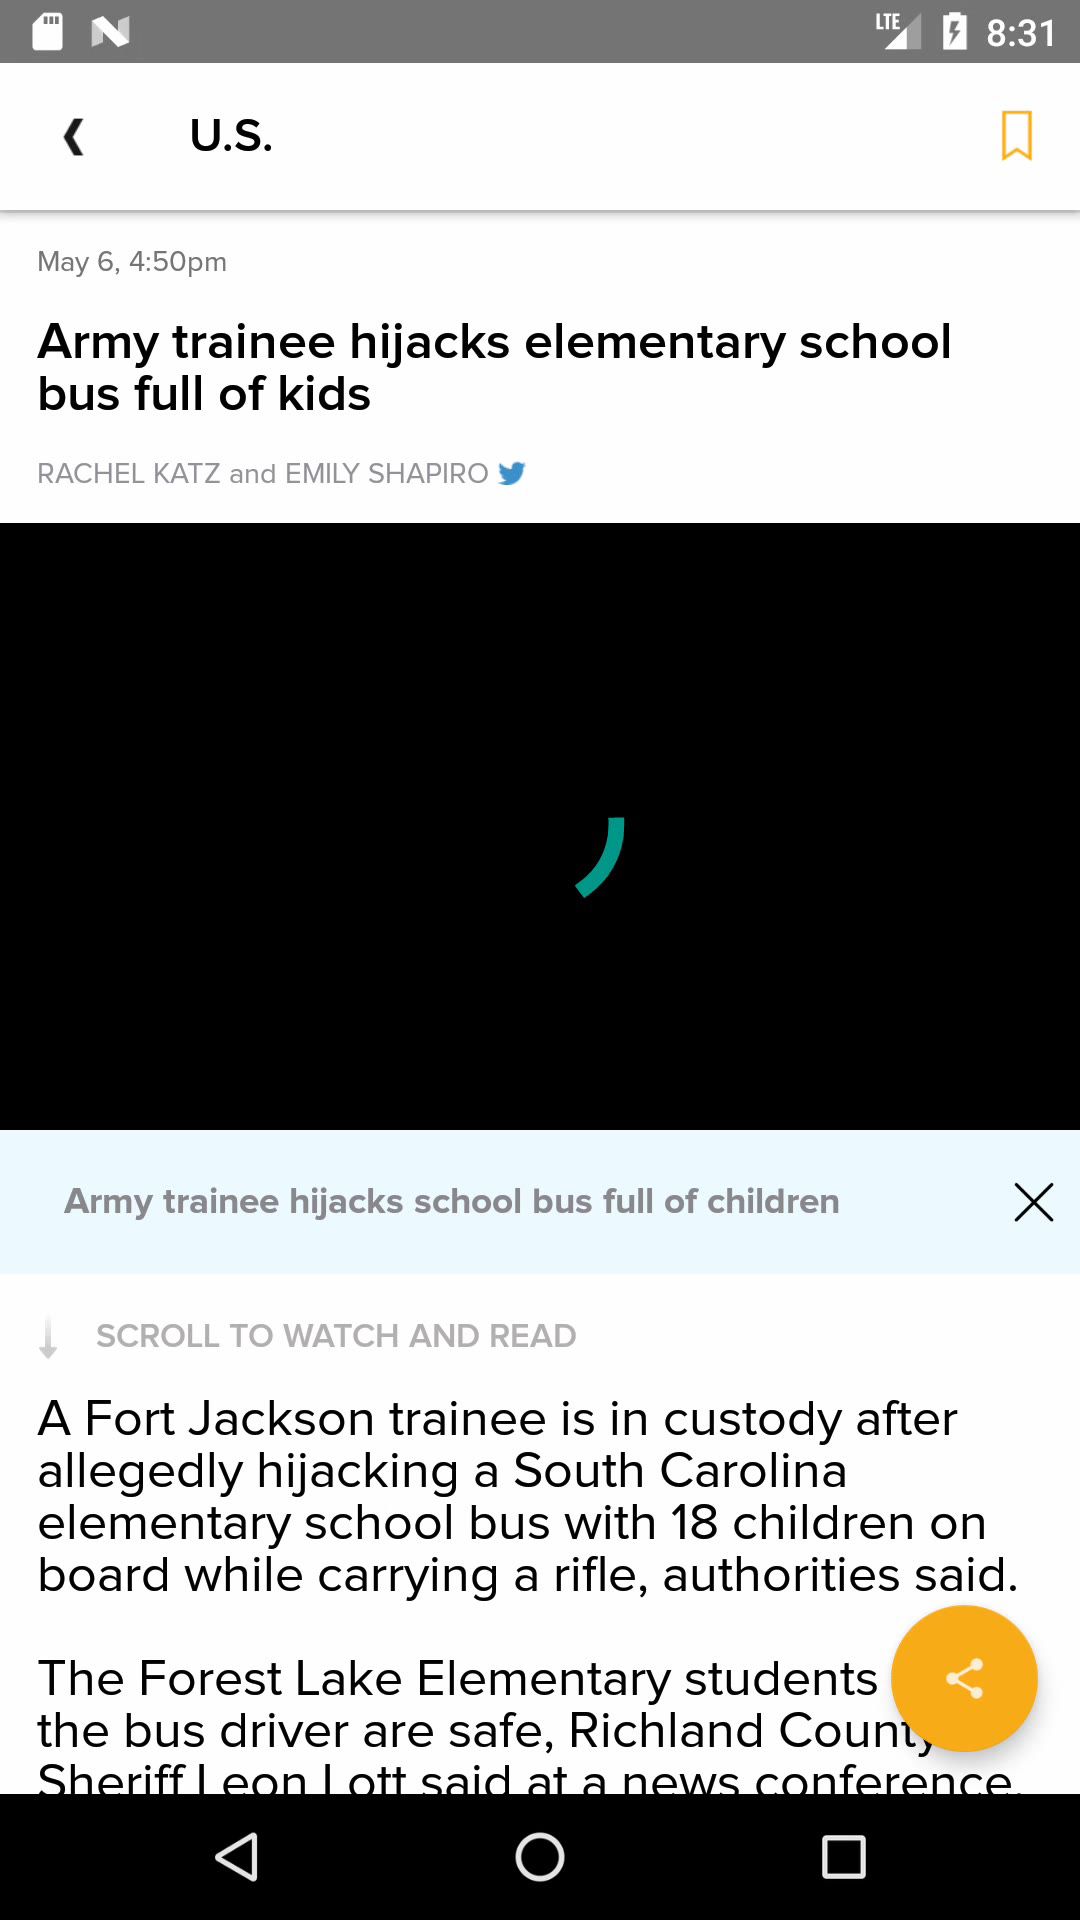 LTE 8:31
U.S.
May 6, 4:50pm
Army trainee hijacks elementary school
bus full of kids
RACHEL KATZ and EMILY SHAPIRO
Army trainee hijacks school bus full of children
SCROLL TO WATCH AND READ
A Fort Jackson trainee is in custody after
allegedly hijacking a South Carolina
elementary school bus with 18 children on
board while carrying a rifle, authorities said.
The Forest Lake Elementary students
the bus driver are safe, Richland County
Sheriff Leon Lott said at a news conference.